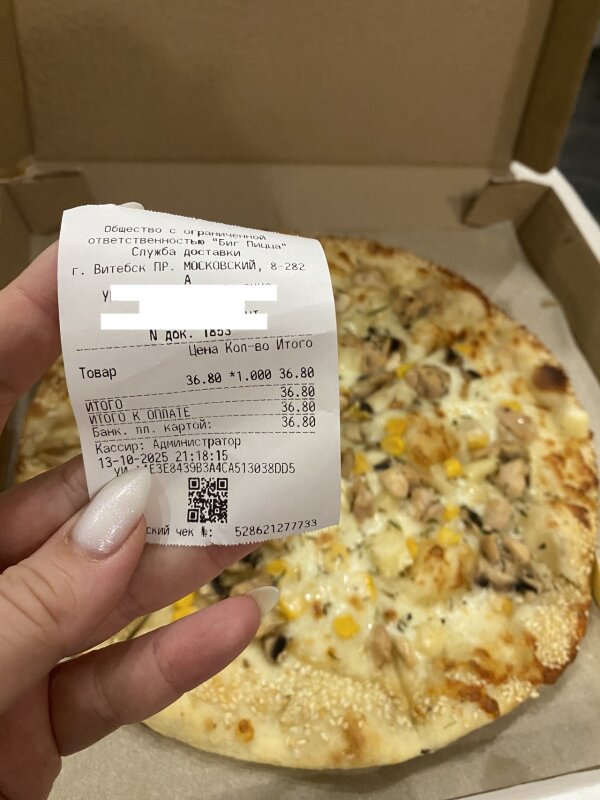 Общество с ограниченной
ответственностью "Биг Пицца"
Служба доставки
г. Витебск ПР. МОСКОВСКИЙ, 8-282
А
N док. 1853
Цена Кол-во Итого
Товар
36.80 *1.000 36.80
ИТОГО 36.80
ИТОГО К ОПЛАТЕ 36.80
Банк. пл. картой: 36.80
Кассир: Администратор
13-10-2025 21:18:15
чек №: 528621277733